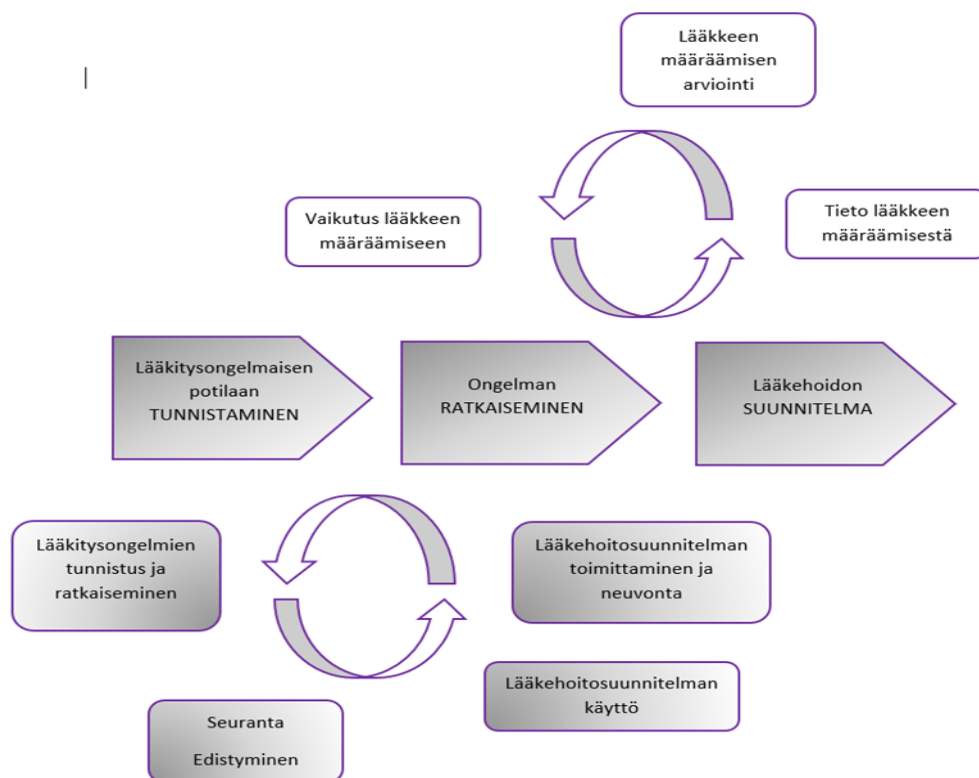 Lääkkeen
määräämisen
arviointi
Vaikutus lääkkeen
määräämiseen
Tieto lääkkeen
määräämisestä
Lääkitysongelmaisen
potilaan
TUNNISTAMINEN
Ongelman
RATKAISEMINEN
Lääkehoidon
SUUNNITELMA
Lääkitysongelmien
tunnistus ja
ratkaiseminen
Lääkehoitosuunnitelman
toimittaminen ja
neuvonta
Lääkehoitosuunnitelman
käyttö
Seuranta
Edistyminen